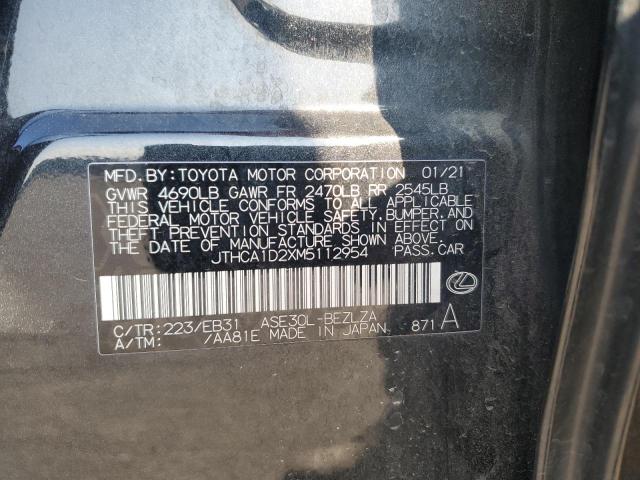 MFD. BY: TOYOTA MOTOR CORPORATION 01/21
GVWR 4690LB GAWR FR 2470LB RR 2545LB
THIS VEHICLE CONFORMS TO ALL APPLICABLE
FEDERAL MOTOR VEHICLE SAFETY, BUMPER, AND
THEFT PREVENTION STANDARDS IN EFFECT ON
THE DATE OF MANUFACTURE SHOWN ABOVE.
JTHCA1D2XM5112954 PASS. CAR
C/TR: 223/EB31 ASE30L-BEZLZA
A/TM: /AA81E MADE IN JAPAN. 871 A